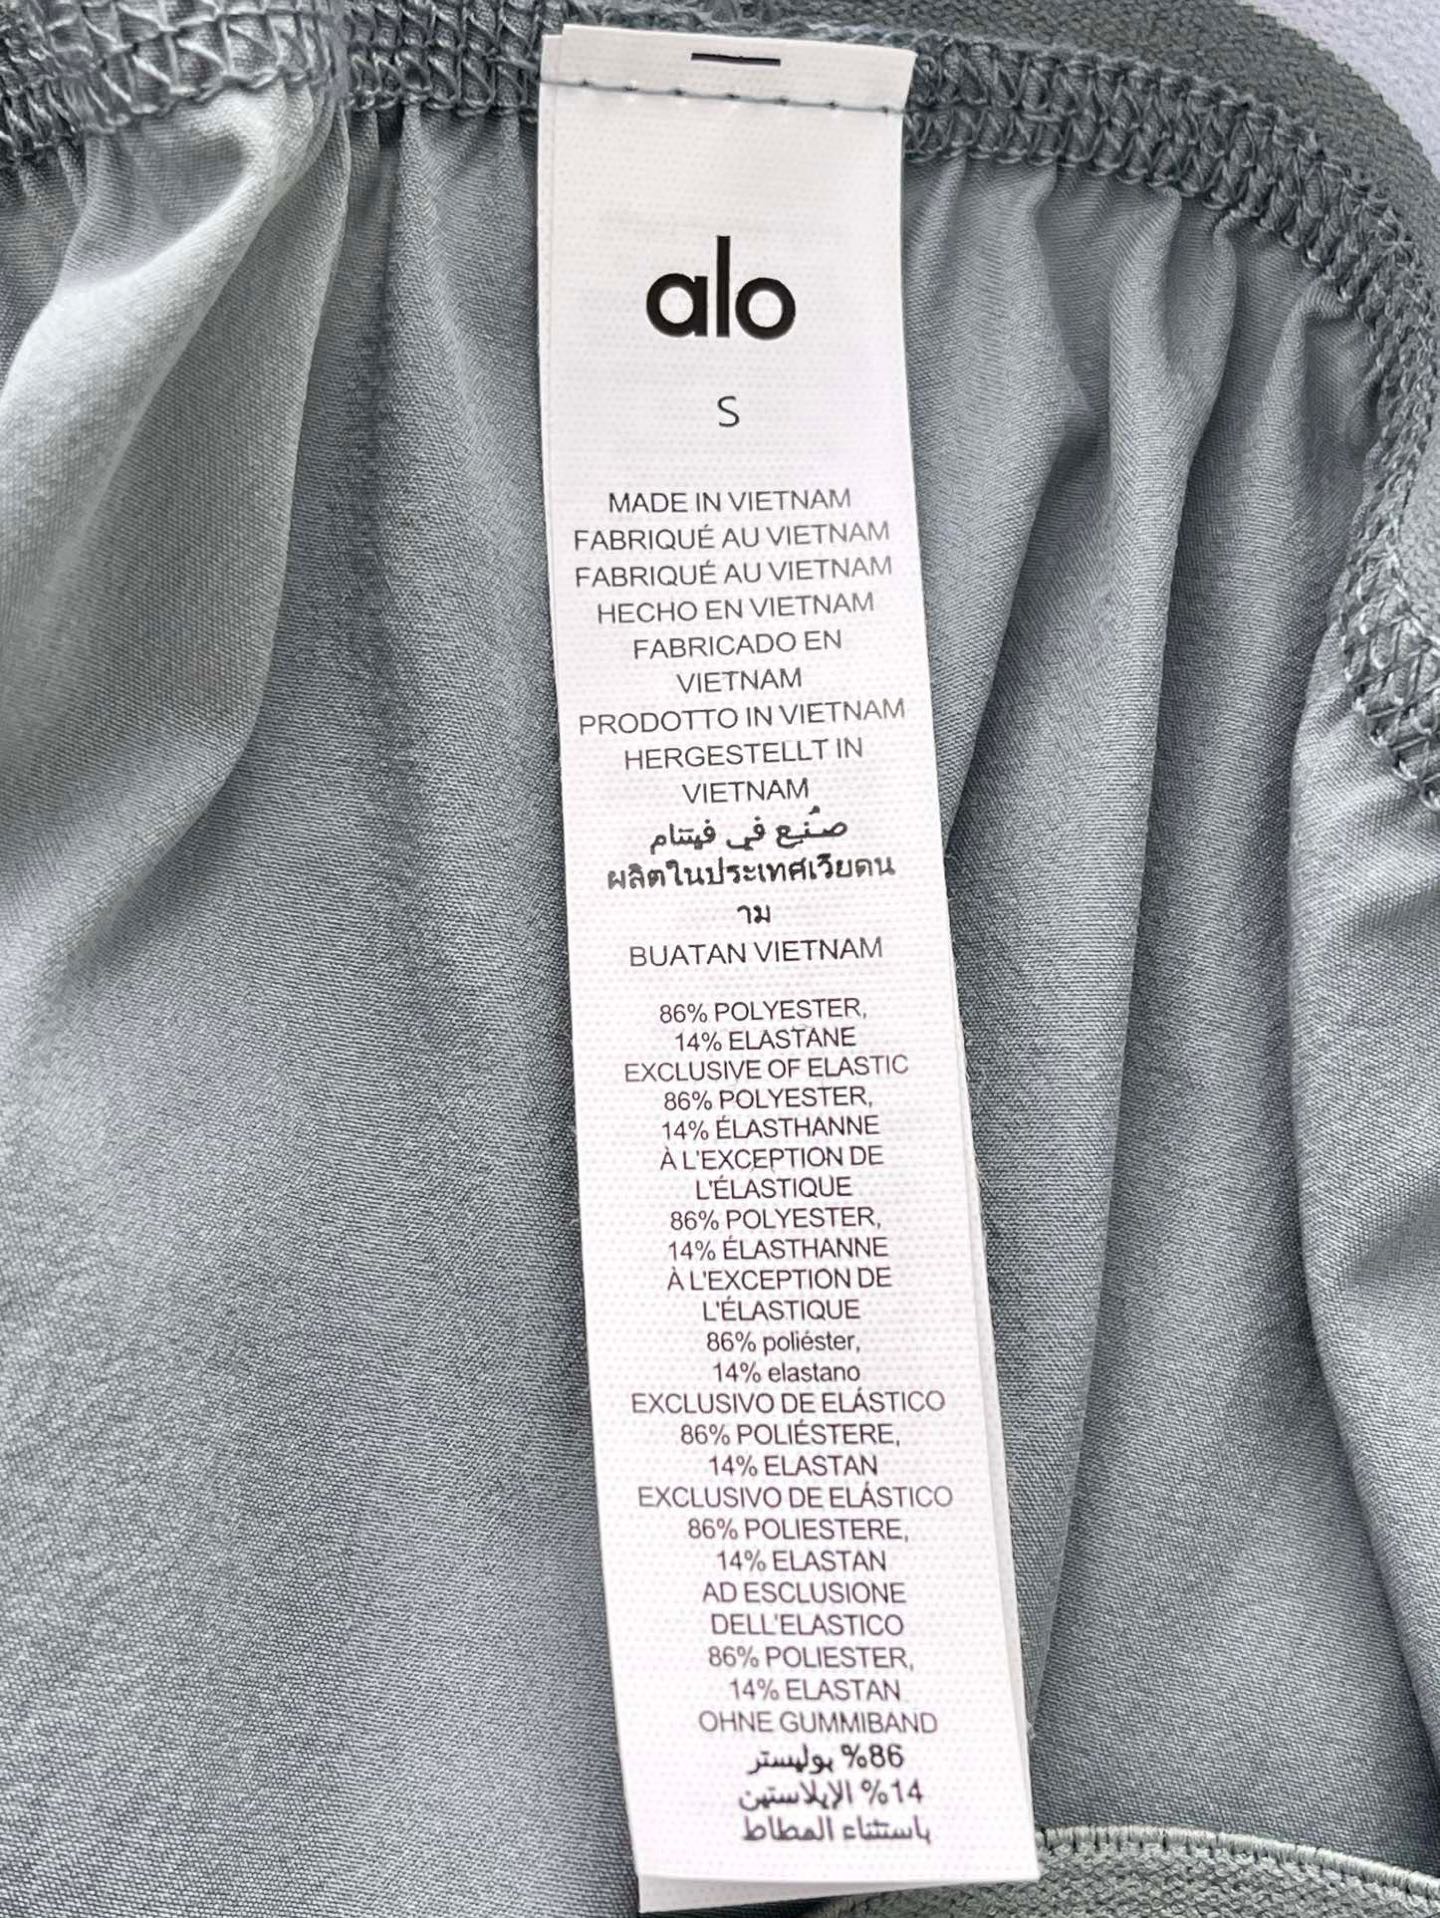 alo
S
MADE IN VIETNAM
FABRIQUÉ AU VIETNAM
FABRIQUÉ AU VIETNAM
HECHO EN VIETNAM
FABRICADO EN
VIETNAM
PRODOTTO IN VIETNAM
HERGESTELLT IN
VIETNAM
صُنع في فيتنام
ผลิตในประเทศเวียดน
าม
BUATAN VIETNAM
86% POLYESTER,
14% ELASTANE
EXCLUSIVE OF ELASTIC
86% POLYESTER,
14% ÉLASTHANNE
À L'EXCEPTION DE
L'ÉLASTIQUE
86% POLYESTER,
14% ÉLASTHANNE
À L'EXCEPTION DE
L'ÉLASTIQUE
86% poliéster,
14% elastano
EXCLUSIVO DE ELÁSTICO
86% POLIÉSTERE,
14% ELASTAN
EXCLUSIVO DE ELÁSTICO
86% POLIESTERE,
14% ELASTAN
AD ESCLUSIONE
DELL'ELASTICO
86% POLIESTER,
14% ELASTAN
OHNE GUMMIBAND
86% بوليستر
14% الإيلاستين
باستثناء المطاط